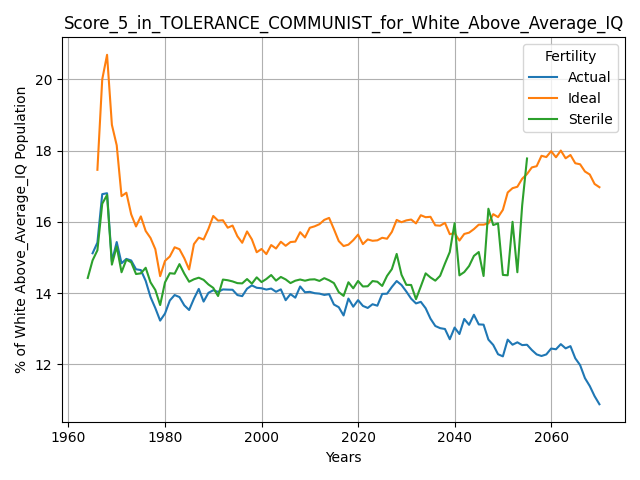 Score_5_in_TOLERANCE_COMMUNIST_for_White_Above_Average_IQ
% of White Above_Average_IQ Population
20
18
16
14
12
1960
1980
2000
2020
2040
2060
Years
Fertility
Actual
Ideal
Sterile